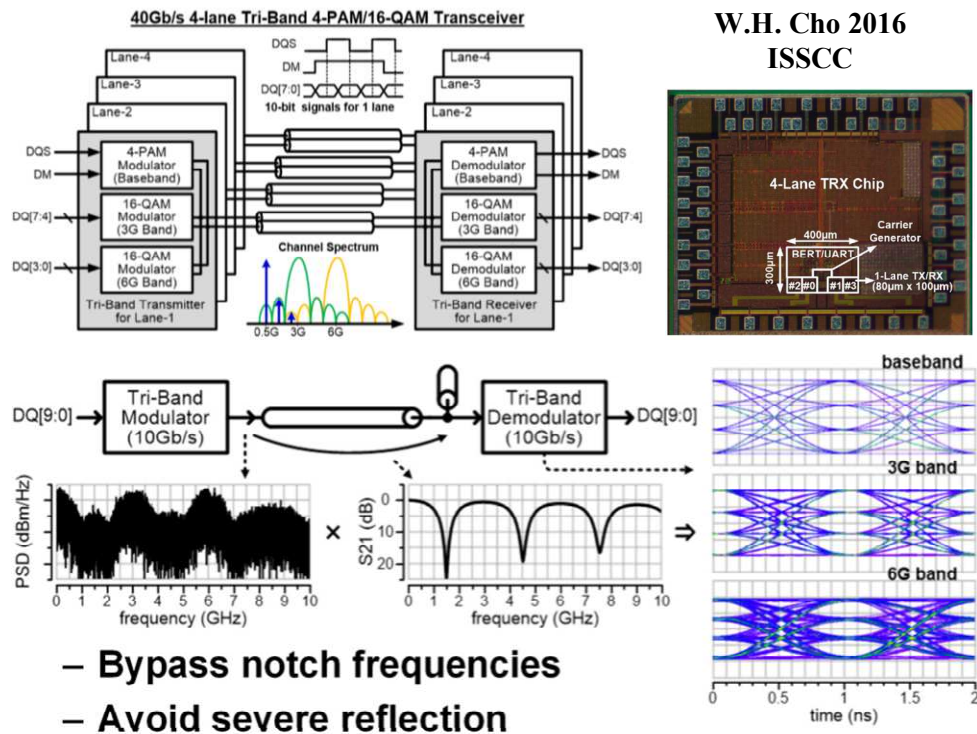 40Gb/s 4-lane Tri-Band 4-PAM/16-QAM Transceiver
W.H. Cho 2016
ISSCC
Lane-4
Lane-3
Lane-2
DQS
DM
DQ[7:0]
10-bit signals for 1 lane
Lane-4
Lane-3
Lane-2
DQS
DM
DQ[7:4]
DQ[3:0]
4-PAM
Modulator
(Baseband)
16-QAM
Modulator
(3G Band)
16-QAM
Modulator
(6G Band)
Tri-Band Transmitter
for Lane-1
Channel Spectrum
0.5G 3G 6G
4-PAM
Demodulator
(Baseband)
16-QAM
Demodulator
(3G Band)
16-QAM
Demodulator
(6G Band)
Tri-Band Receiver
for Lane-1
DQS
DM
DQ[7:4]
DQ[3:0]
4-Lane TRX Chip
400μm
Carrier
Generator
300μm
BERT/UART
#2 #0 #1 #3
1-Lane TX/RX
(80μm x 100μm)
DQ[9:0]
Tri-Band
Modulator
(10Gb/s)
Tri-Band
Demodulator
(10Gb/s)
DQ[9:0]
PSD (dBm/Hz)
0 1 2 3 4 5 6 7 8 9 10
frequency (GHz)
×
S21 (dB)
0
10
20
0 1 2 3 4 5 6 7 8 9 10
frequency (GHz)
⇒
baseband
3G band
6G band
0 0.5 1 1.5 2
time (ns)
– Bypass notch frequencies
– Avoid severe reflection